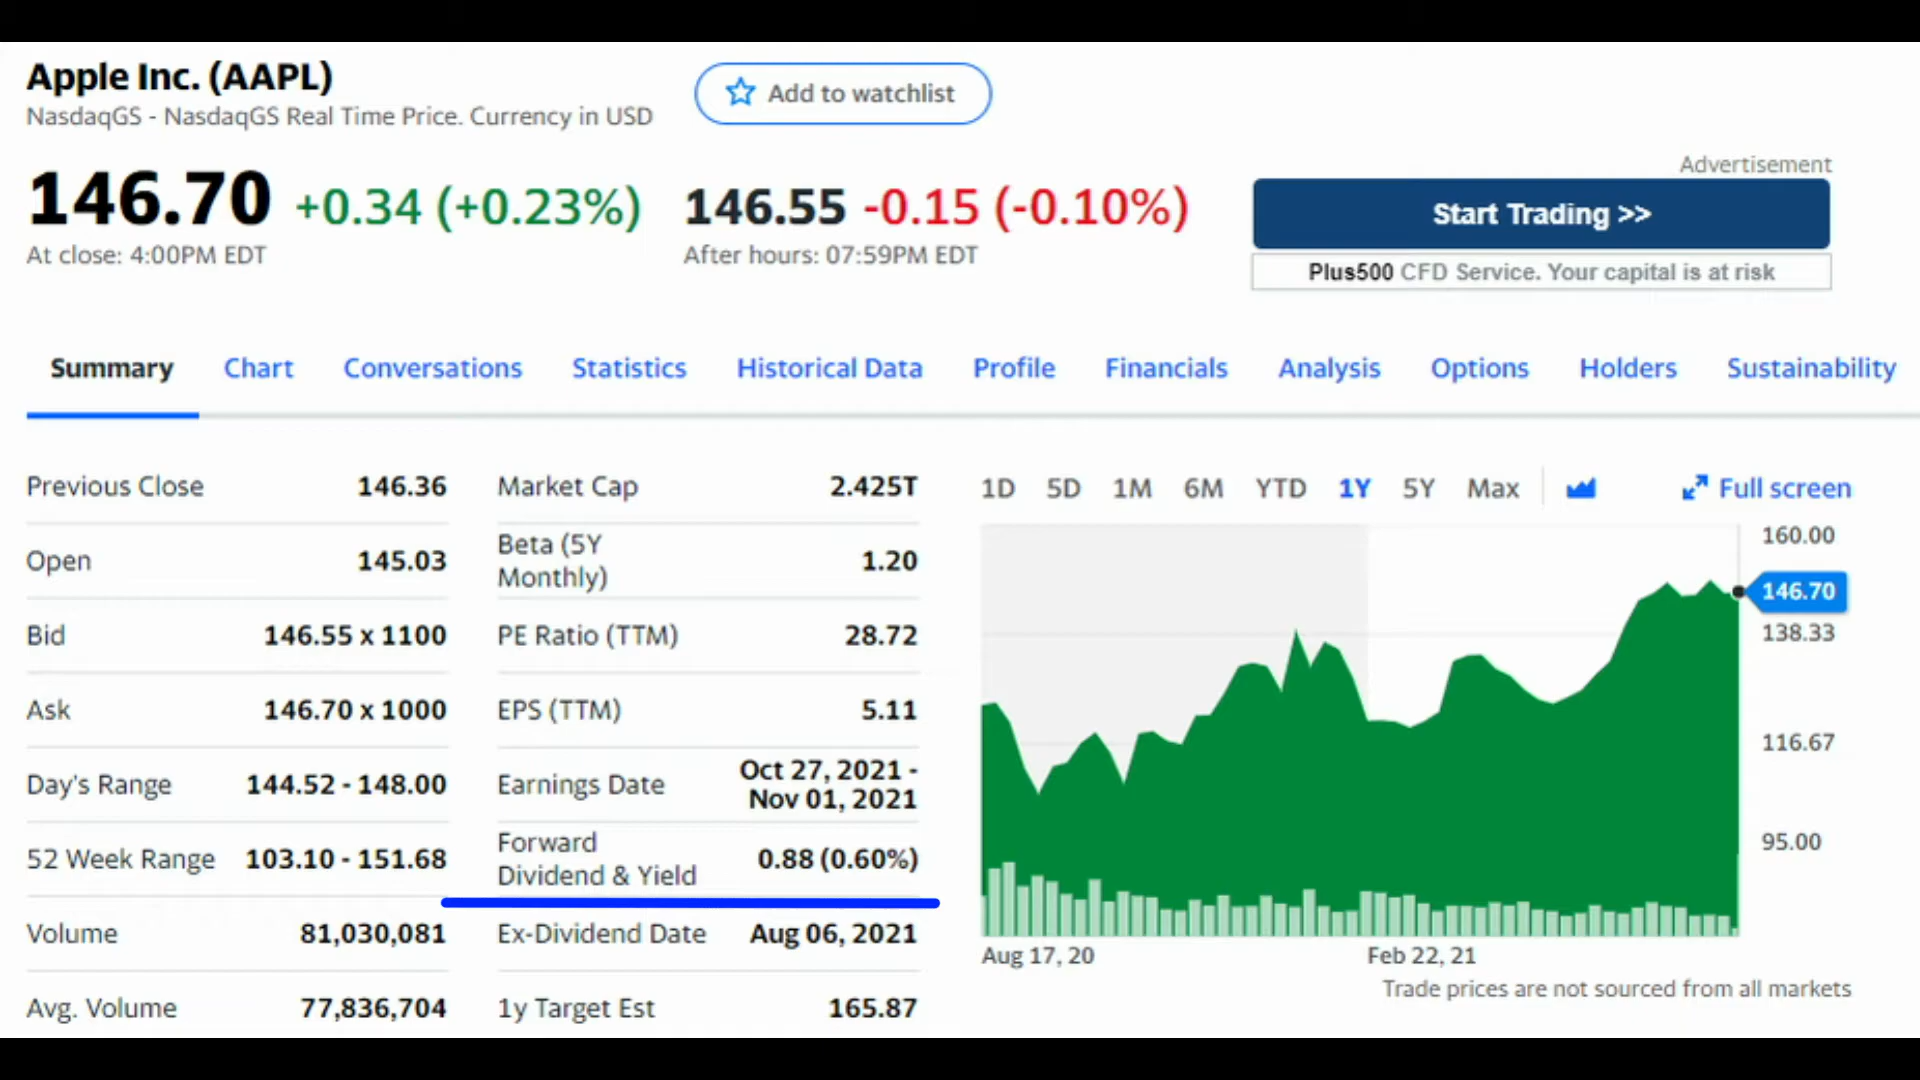 Apple Inc. (AAPL)
NasdaqGS - NasdaqGS Real Time Price. Currency in USD
Add to watchlist
146.70 +0.34 (+0.23%)
At close: 4:00PM EDT
146.55 -0.15 (-0.10%)
After hours: 07:59PM EDT
Advertisement
Start Trading >>
Plus500 CFD Service. Your capital is at risk
Summary Chart Conversations Statistics Historical Data Profile Financials Analysis Options Holders Sustainability
Previous Close 146.36
Open 145.03
Bid 146.55 x 1100
Ask 146.70 x 1000
Day's Range 144.52 - 148.00
52 Week Range 103.10 - 151.68
Volume 81,030,081
Avg. Volume 77,836,704
Market Cap 2.425T
Beta (5Y
Monthly) 1.20
PE Ratio (TTM) 28.72
EPS (TTM) 5.11
Earnings Date Oct 27, 2021 -
Nov 01, 2021
Forward
Dividend & Yield 0.88 (0.60%)
Ex-Dividend Date Aug 06, 2021
1y Target Est 165.87
1D 5D 1M 6M YTD 1Y 5Y Max Full screen
160.00
146.70
138.33
116.67
95.00
Aug 17, 20 Feb 22, 21
Trade prices are not sourced from all markets